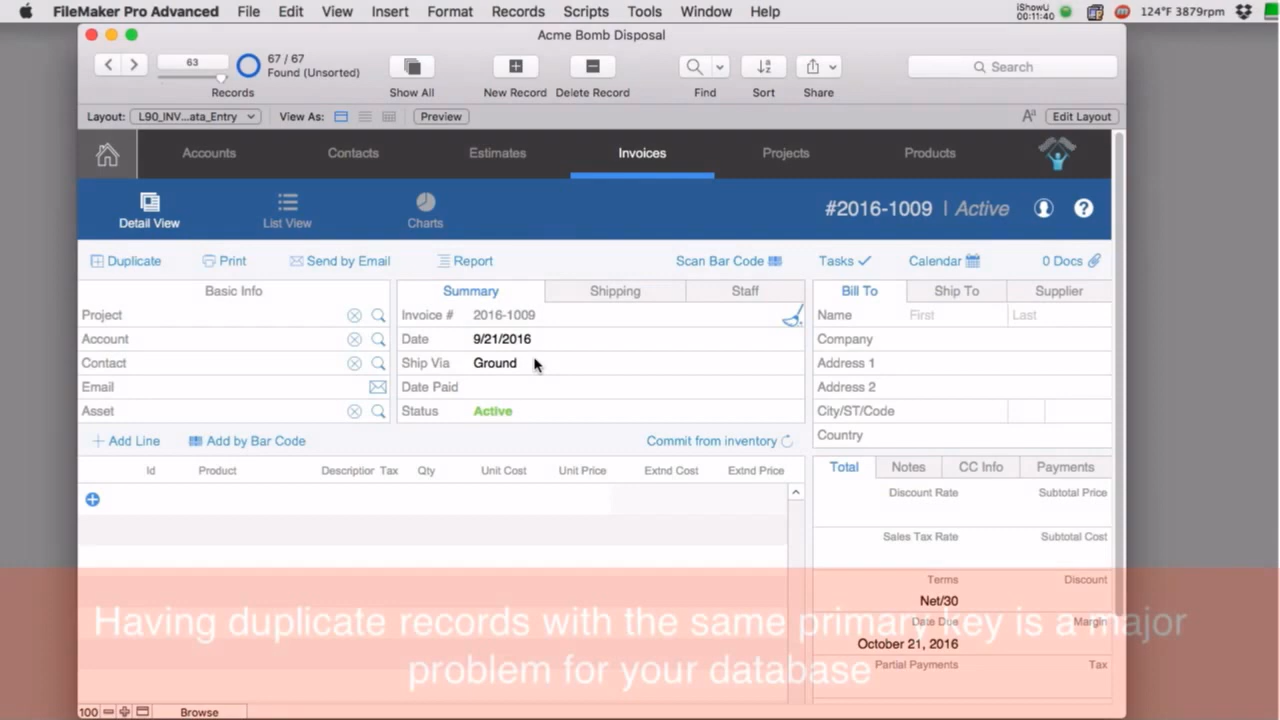 FileMaker Pro Advanced File Edit View Insert Format Records Scripts Tools Window Help iShowU 00:11:40 124°F 3879rpm
Acme Bomb Disposal
63 67 / 67 Found (Unsorted) Search
Records Show All New Record Delete Record Find Sort Share
Layout: L90_INV...ata_Entry View As: Preview Aa Edit Layout
Accounts Contacts Estimates Invoices Projects Products
Detail View List View Charts #2016-1009 | Active ?
Duplicate Print Send by Email Report Scan Bar Code Tasks Calendar 0 Docs
Basic Info Summary Shipping Staff Bill To Ship To Supplier
Project Invoice # 2016-1009 Name First Last
Account Date 9/21/2016 Company
Contact Ship Via Ground Address 1
Email Date Paid Address 2
Asset Status Active City/ST/Code
Country
+ Add Line Add by Bar Code Commit from inventory
Id Product Description Tax Qty Unit Cost Unit Price Extnd Cost Extnd Price
Total Notes CC Info Payments
Discount Rate Subtotal Price
Sales Tax Rate Subtotal Cost
Terms Discount
Net/30
Date Due Margin
October 21, 2016
Partial Payments Tax
Having duplicate records with the same primary key is a major
problem for your database
100 Browse